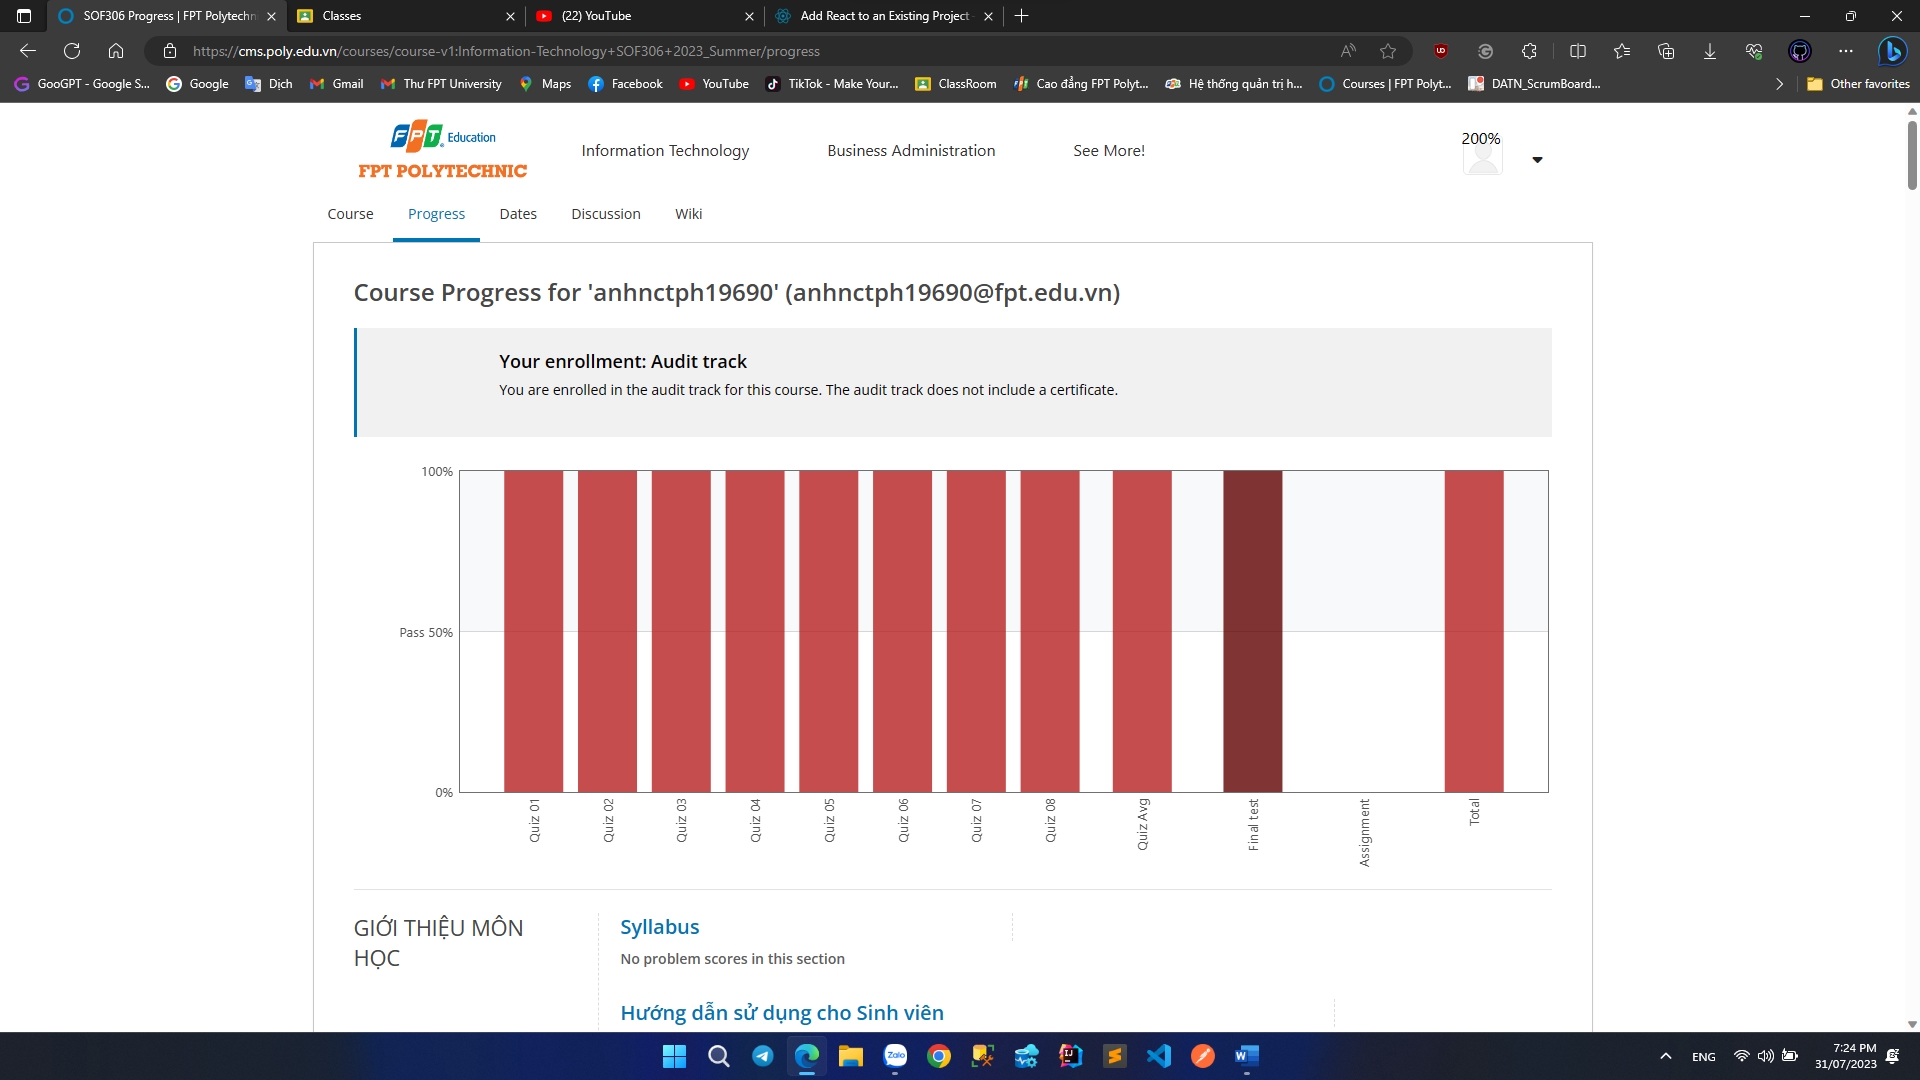 SOF306 Progress | FPT Polytechni
Classes
(22) YouTube
Add React to an Existing Project
https://cms.poly.edu.vn/courses/course-v1:Information-Technology+SOF306+2023_Summer/progress
GooGPT - Google S...
Google
Dịch
Gmail
Thư FPT University
Maps
Facebook
YouTube
TikTok - Make Your...
ClassRoom
Cao đẳng FPT Polyt...
Hệ thống quản trị h...
Courses | FPT Polyt...
DATN_ScrumBoard...
Other favorites
FPT Education
FPT POLYTECHNIC
Information Technology
Business Administration
See More!
200%
Course
Progress
Dates
Discussion
Wiki
Course Progress for 'anhnctph19690' (anhnctph19690@fpt.edu.vn)
Your enrollment: Audit track
You are enrolled in the audit track for this course. The audit track does not include a certificate.
100%
Pass 50%
0%
Quiz 01
Quiz 02
Quiz 03
Quiz 04
Quiz 05
Quiz 06
Quiz 07
Quiz 08
Quiz Avg
Final test
Assignment
Total
GIỚI THIỆU MÔN
HỌC
Syllabus
No problem scores in this section
Hướng dẫn sử dụng cho Sinh viên
Zalo
ENG
7:24 PM
31/07/2023